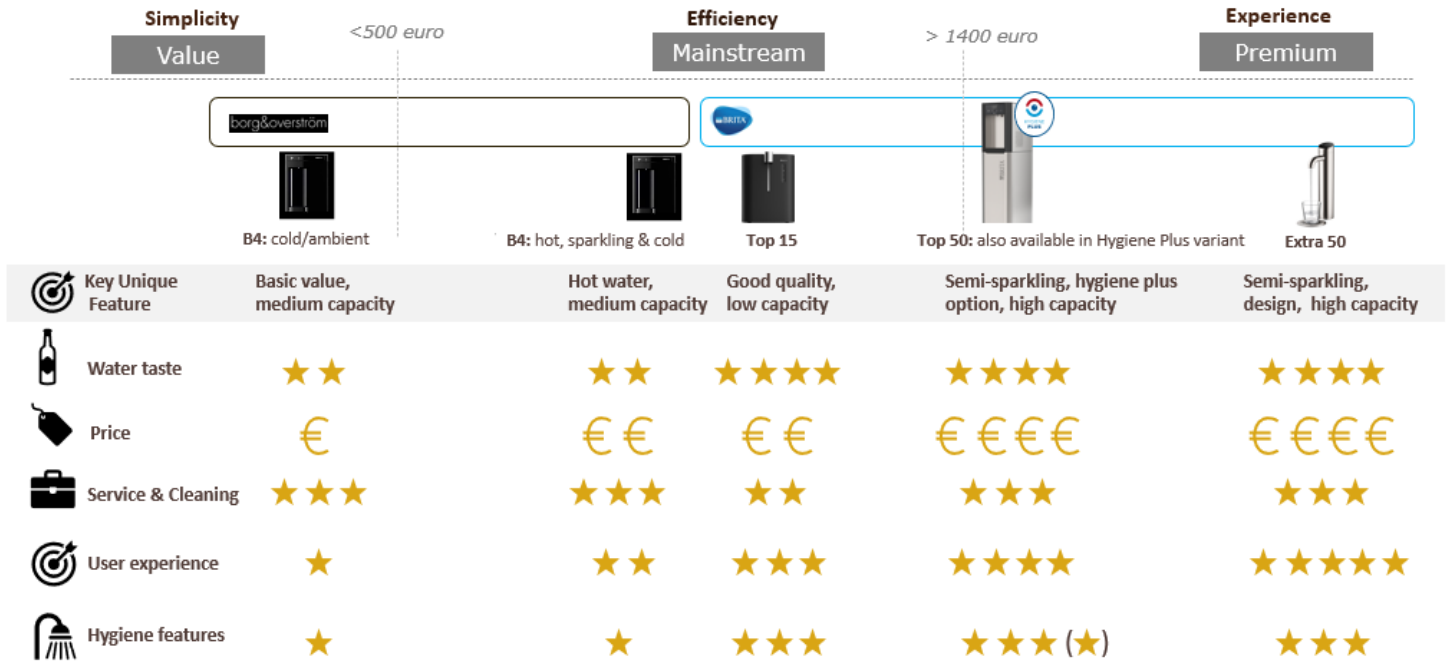 Simplicity
Efficiency
Experience
<500 euro
> 1400 euro
Value
Mainstream
Premium
borg&overström
BRITA
HYGIENE
PLUS
B4: cold/ambient
B4: hot, sparkling & cold
Top 15
Top 50: also available in Hygiene Plus variant
Extra 50
Key Unique
Feature
Basic value,
medium capacity
Hot water,
medium capacity
Good quality,
low capacity
Semi-sparkling, hygiene plus
option, high capacity
Semi-sparkling,
design, high capacity
Water taste
★ ★
★ ★
★ ★ ★ ★
★ ★ ★ ★
★ ★ ★ ★
Price
€
€ €
€ €
€ € € €
€ € € €
Service & Cleaning
★ ★ ★
★ ★ ★
★ ★
★ ★ ★
★ ★ ★
User experience
★
★ ★
★ ★ ★
★ ★ ★ ★
★ ★ ★ ★ ★
Hygiene features
★
★
★ ★ ★
★ ★ ★ (★)
★ ★ ★